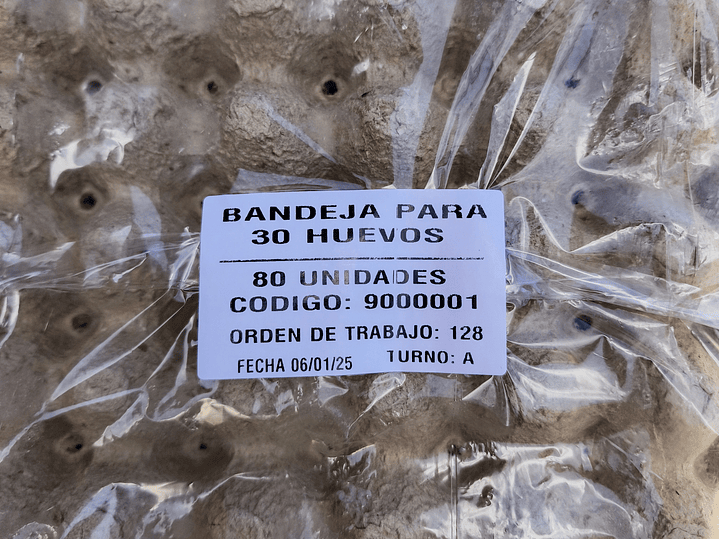 BANDEJA PARA
30 HUEVOS
80 UNIDADES
CODIGO: 9000001
ORDEN DE TRABAJO: 128
FECHA 06/01/25 TURNO: A